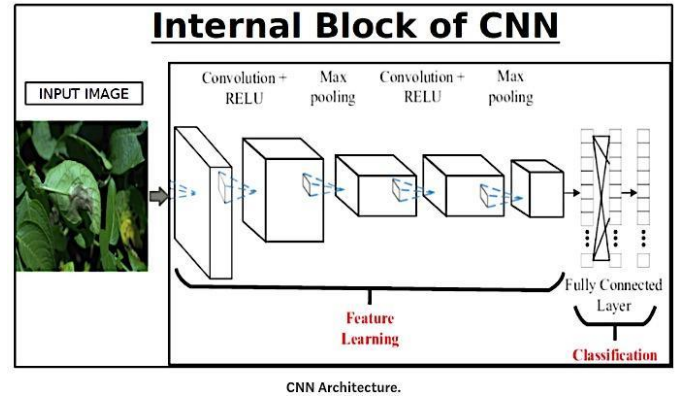 Internal Block of CNN
INPUT IMAGE
Convolution +
RELU
Max
pooling
Convolution +
RELU
Max
pooling
Fully Connected
Layer
Feature
Learning
Classification
CNN Architecture.